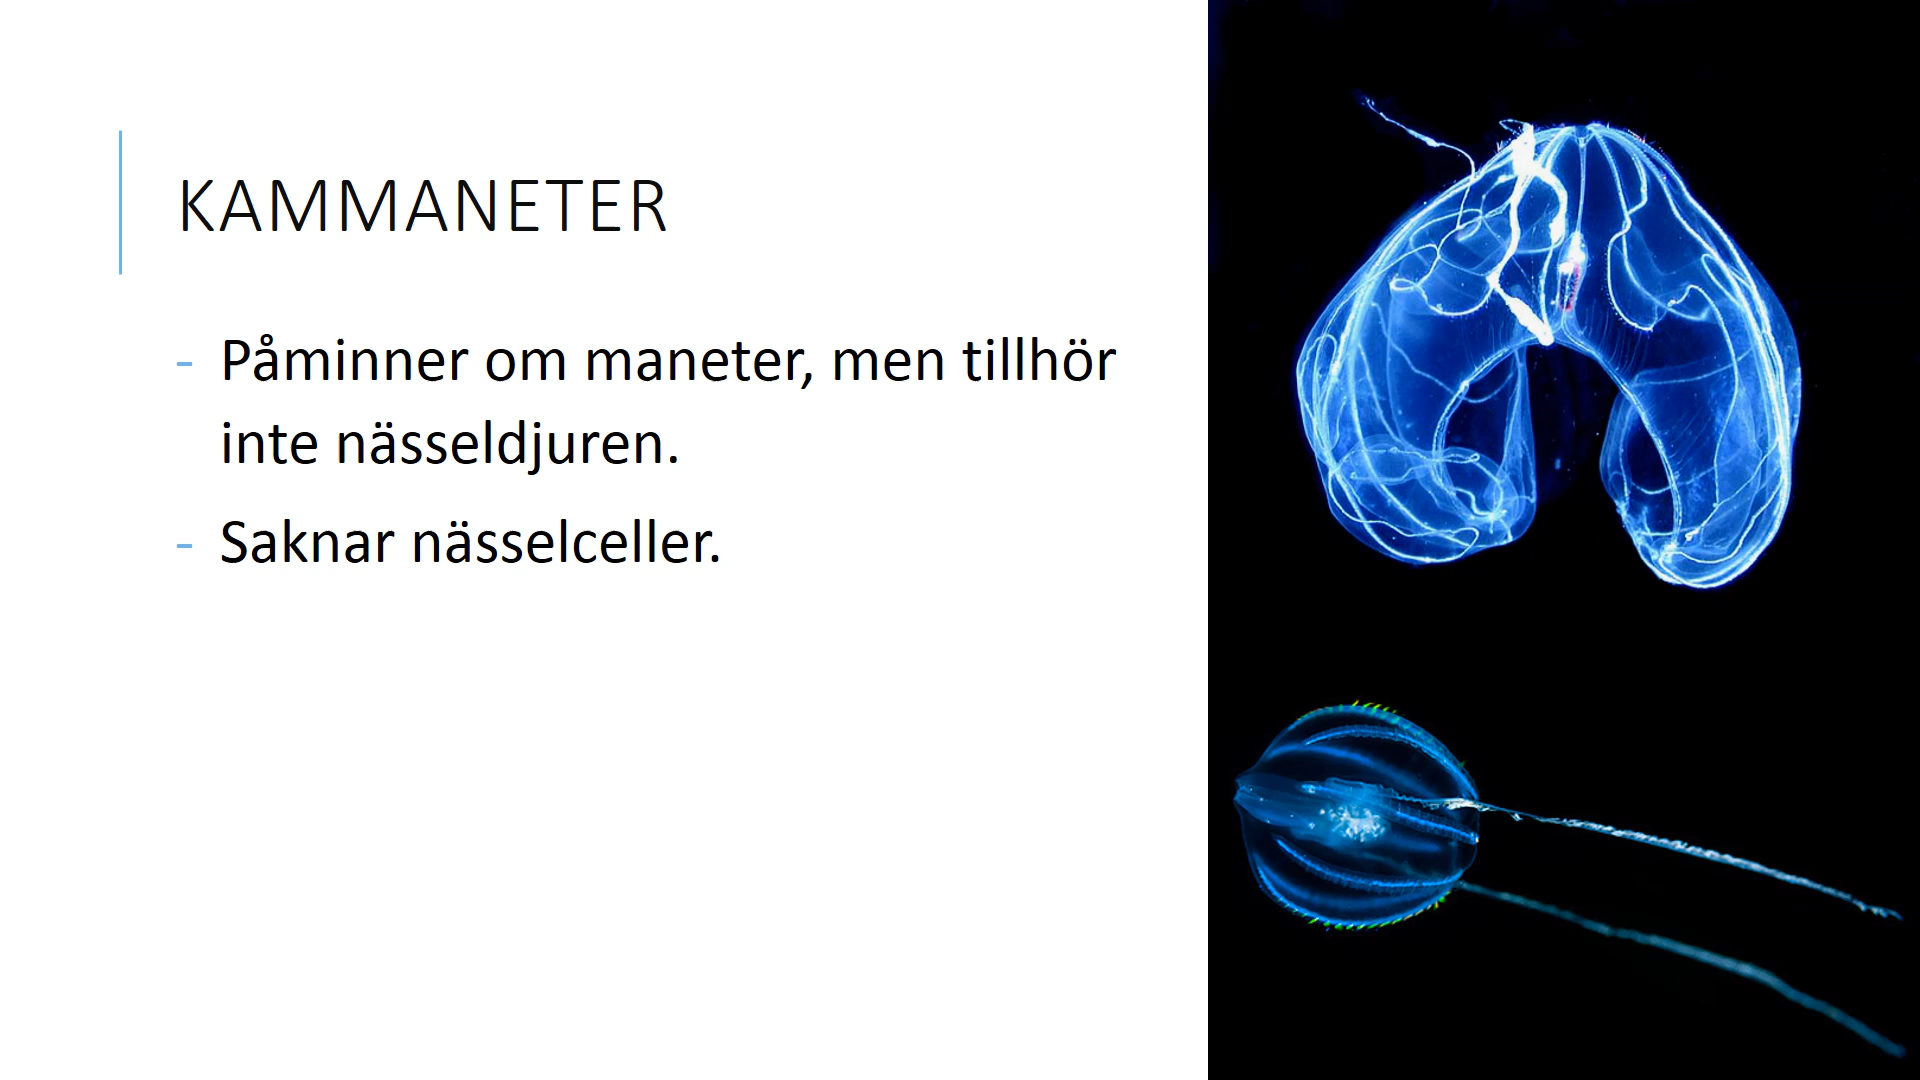 KAMMANETER
- Påminner om maneter, men tillhör
inte nässeldjuren.
- Saknar nässelceller.